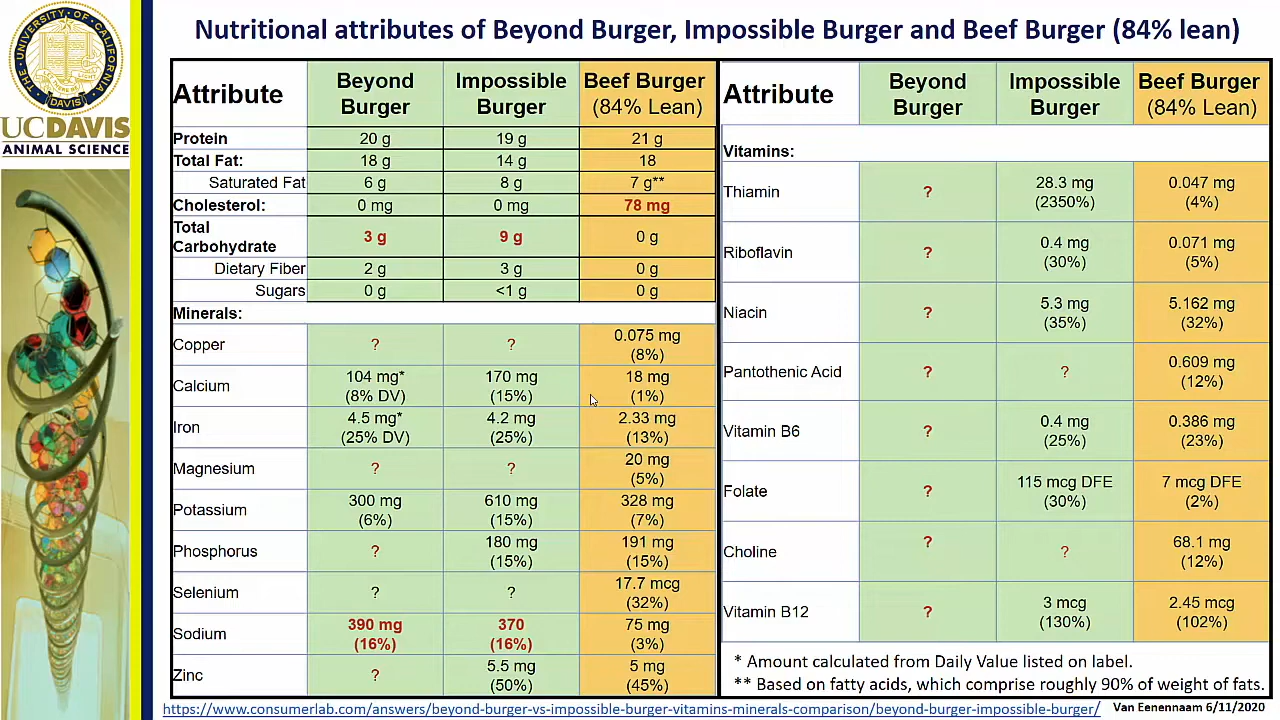 Nutritional attributes of Beyond Burger, Impossible Burger and Beef Burger (84% lean)
THE UNIVERSITY OF CALIFORNIA
DAVIS
UCDAVIS
ANIMAL SCIENCE
Attribute Beyond Burger Impossible Burger Beef Burger (84% Lean)
Protein 20 g 19 g 21 g
Total Fat: 18 g 14 g 18
Saturated Fat 6 g 8 g 7 g**
Cholesterol: 0 mg 0 mg 78 mg
Total Carbohydrate 3 g 9 g 0 g
Dietary Fiber 2 g 3 g 0 g
Sugars 0 g <1 g 0 g
Minerals:
Copper ? ? 0.075 mg (8%)
Calcium 104 mg* (8% DV) 170 mg (15%) 18 mg (1%)
Iron 4.5 mg* (25% DV) 4.2 mg (25%) 2.33 mg (13%)
Magnesium ? ? 20 mg (5%)
Potassium 300 mg (6%) 610 mg (15%) 328 mg (7%)
Phosphorus ? 180 mg (15%) 191 mg (15%)
Selenium ? ? 17.7 mcg (32%)
Sodium 390 mg (16%) 370 (16%) 75 mg (3%)
Zinc ? 5.5 mg (50%) 5 mg (45%)
Attribute Beyond Burger Impossible Burger Beef Burger (84% Lean)
Vitamins:
Thiamin ? 28.3 mg (2350%) 0.047 mg (4%)
Riboflavin ? 0.4 mg (30%) 0.071 mg (5%)
Niacin ? 5.3 mg (35%) 5.162 mg (32%)
Pantothenic Acid ? ? 0.609 mg (12%)
Vitamin B6 ? 0.4 mg (25%) 0.386 mg (23%)
Folate ? 115 mcg DFE (30%) 7 mcg DFE (2%)
Choline ? ? 68.1 mg (12%)
Vitamin B12 ? 3 mcg (130%) 2.45 mcg (102%)
* Amount calculated from Daily Value listed on label.
** Based on fatty acids, which comprise roughly 90% of weight of fats.
https://www.consumerlab.com/answers/beyond-burger-vs-impossible-burger-vitamins-minerals-comparison/beyond-burger-impossible-burger/
Van Eenennaam 6/11/2020